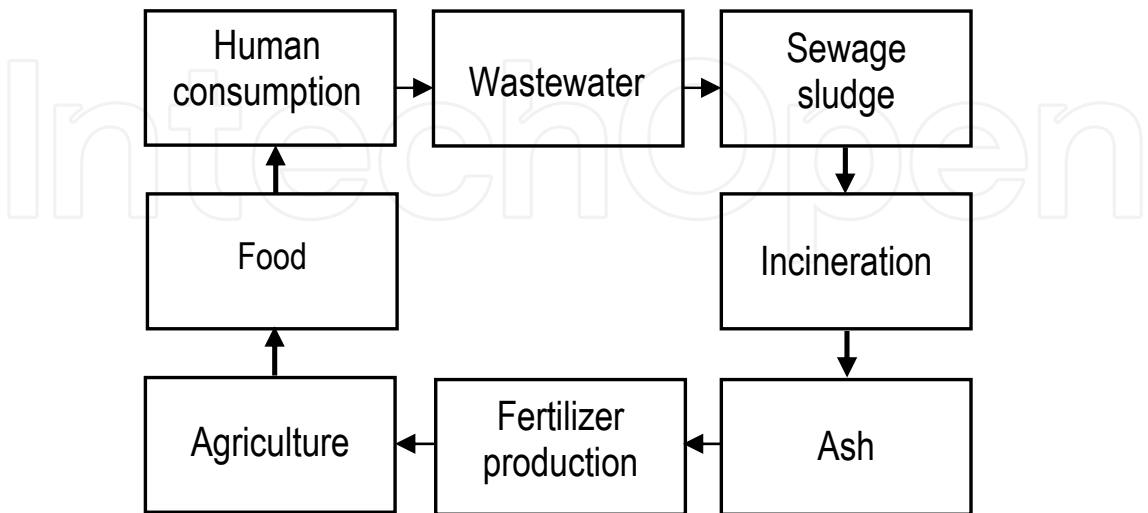 Human
consumption
Wastewater
Sewage
sludge
IntechOpen
Food
Incineration
Agriculture
Fertilizer
production
Ash